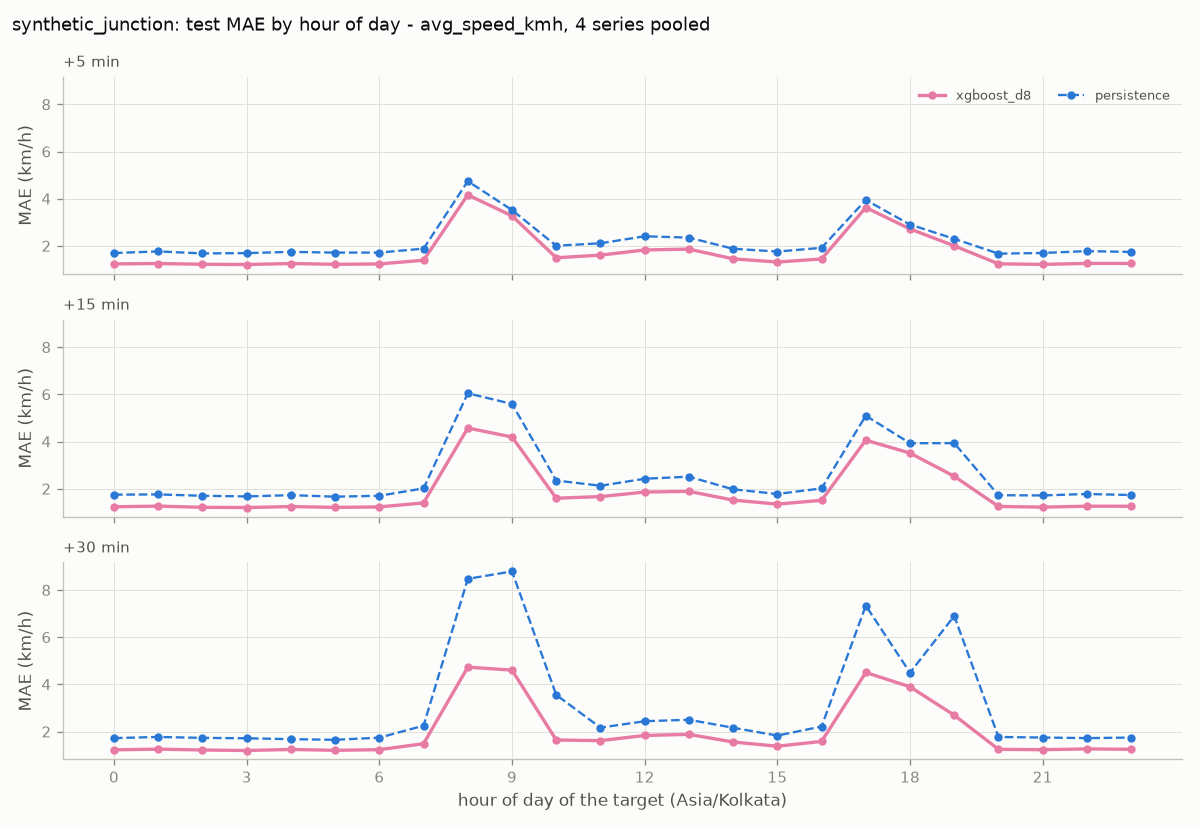 synthetic_junction: test MAE by hour of day - avg_speed_kmh, 4 series pooled
+5 min
xgboost_d8
persistence
MAE (km/h)
8
6
4
2
+15 min
MAE (km/h)
8
6
4
2
+30 min
MAE (km/h)
8
6
4
2
0 3 6 9 12 15 18 21
hour of day of the target (Asia/Kolkata)